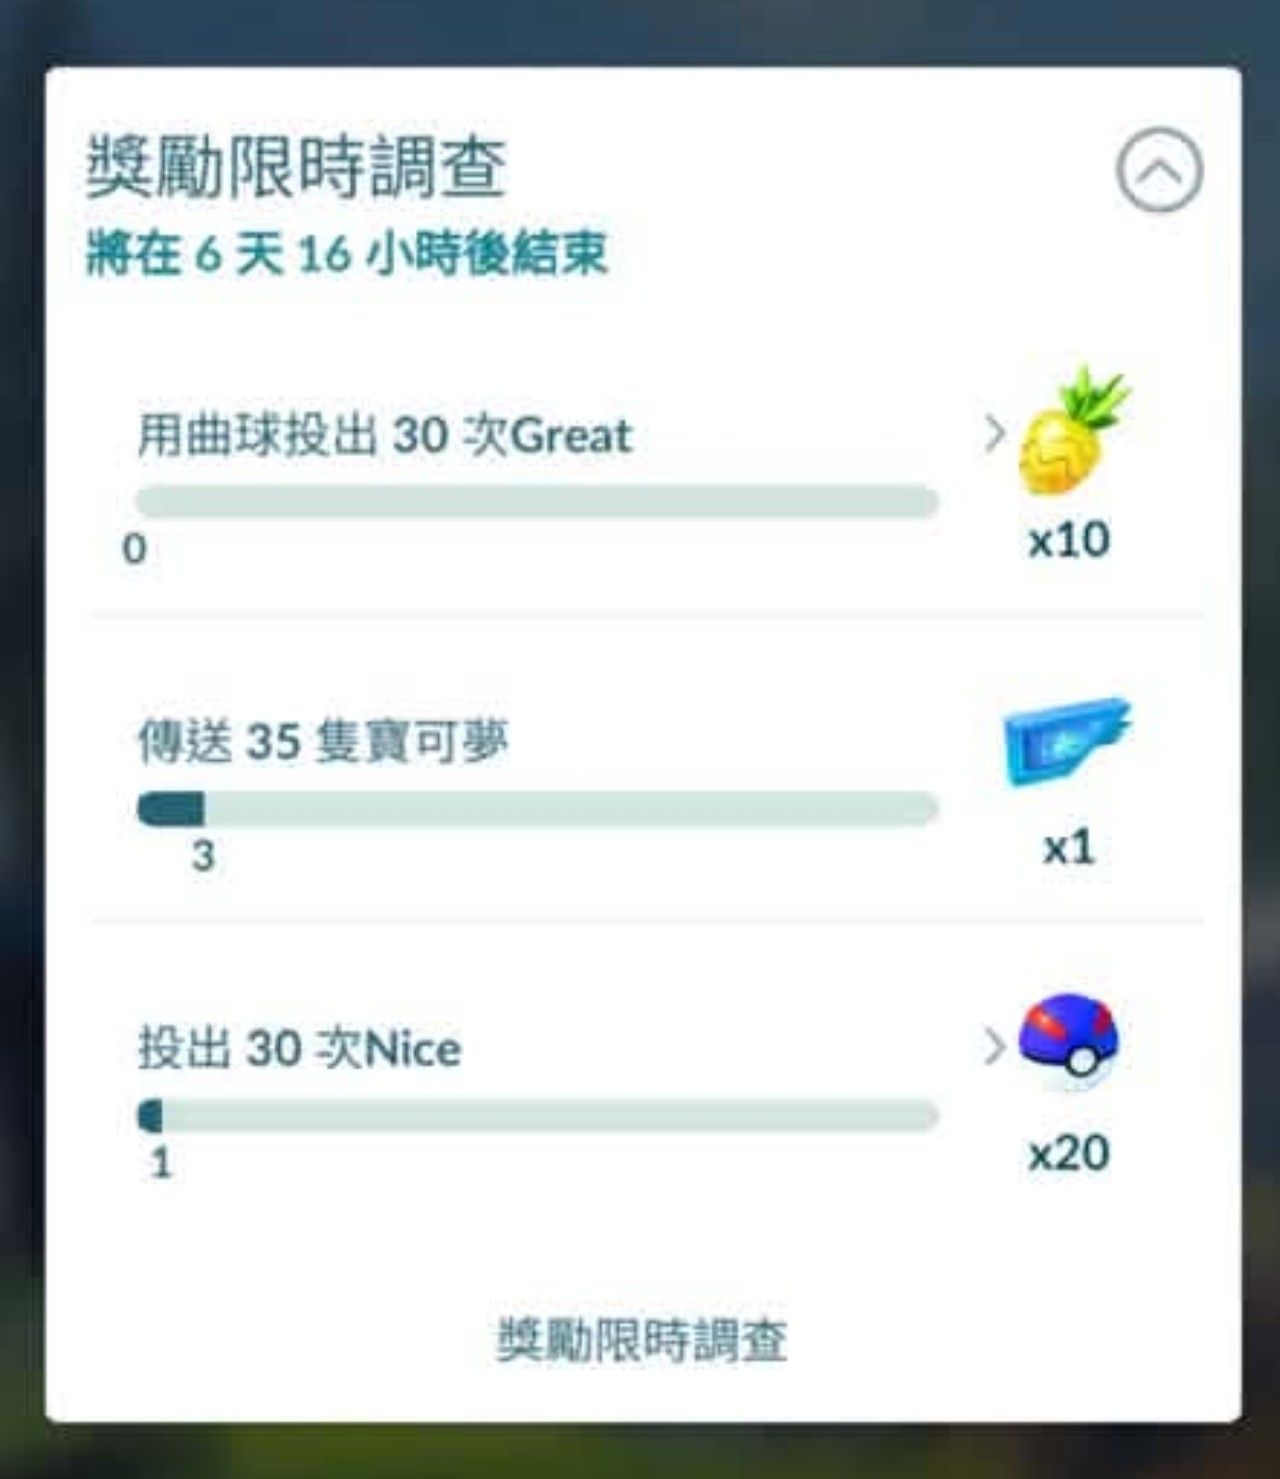 獎勵限時調查
將在 6 天 16 小時後結束
用曲球投出 30 次Great
0
x10
傳送 35 隻寶可夢
3
x1
投出 30 次Nice
1
x20
獎勵限時調查